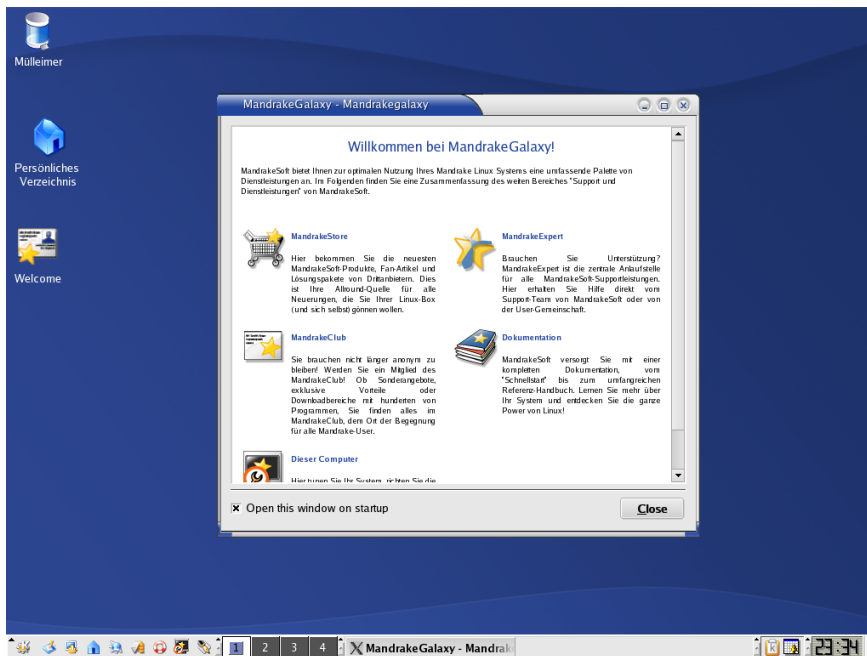 Mülleimer
Persönliches
Verzeichnis
Welcome
MandrakeGalaxy - Mandrakegalaxy
Willkommen bei MandrakeGalaxy!
MandrakeSoft bietet Ihnen zur optimalen Nutzung Ihres Mandrake Linux Systems eine umfassende Palette von
Dienstleistungen an. Im Folgenden finden Sie eine Zusammenfassung des weiten Bereiches "Support und
Dienstleistungen" von MandrakeSoft.
MandrakeStore
Hier bekommen Sie die neuesten
MandrakeSoft-Produkte, Fan-Artikel und
Lösungspakete von Drittanbietern. Dies
ist Ihre Allround-Quelle für alle
Neuerungen, die Sie Ihrer Linux-Box
(und sich selbst) gönnen wollen.
MandrakeExpert
Brauchen Sie Unterstützung?
MandrakeExpert ist die zentrale Anlaufstelle
für alle MandrakeSoft-Supportleistungen.
Hier erhalten Sie Hilfe direkt vom
Support-Team von MandrakeSoft oder von
der User-Gemeinschaft.
MandrakeClub
Sie brauchen nicht länger anonym zu
bleiben! Werden Sie ein Mitglied des
MandrakeClub! Ob Sonderangebote,
exklusive Vorteile oder
Downloadbereiche mit hunderten von
Programmen, Sie finden alles im
MandrakeClub, dem Ort der Begegnung
für alle Mandrake-User.
Dokumentation
MandrakeSoft versorgt Sie mit einer
kompletten Dokumentation, vom
"Schnellstart" bis zum umfangreichen
Referenz-Handbuch. Lernen Sie mehr über
Ihr System und entdecken Sie die ganze
Power von Linux!
Dieser Computer
Hier tunen Sie Ihr System, richten Sie die
Open this window on startup
Close
1 2 3 4 MandrakeGalaxy - Mandrak
23:34